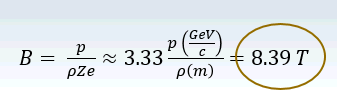 B = p/ρZe ≈ 3.33 p(GeV/c)/ρ(m) = 8.39 T